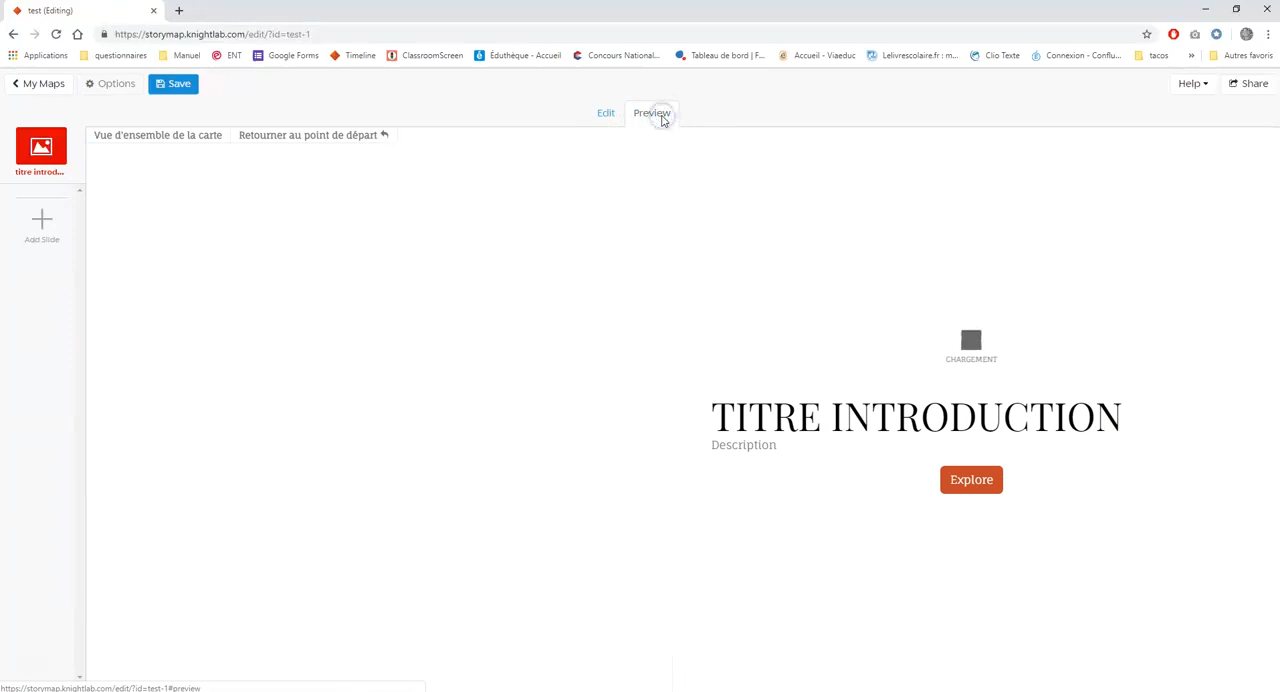 test (Editing)
https://storymap.knightlab.com/edit/?id=test-1
Applications
questionnaires
Manuel
ENT
Google Forms
Timeline
ClassroomScreen
Éduthèque - Accueil
Concours National...
Tableau de bord | F...
Accueil - Viaeduc
Lelivrescolaire.fr : m...
Clio Texte
Connexion - Conflu...
tacos
»
Autres favoris
My Maps
Options
Save
Help
Share
Edit
Preview
Vue d'ensemble de la carte
Retourner au point de départ
titre introd...
Add Slide
CHARGEMENT
TITRE INTRODUCTION
Description
Explore
https://storymap.knightlab.com/edit/?id=test-1#preview